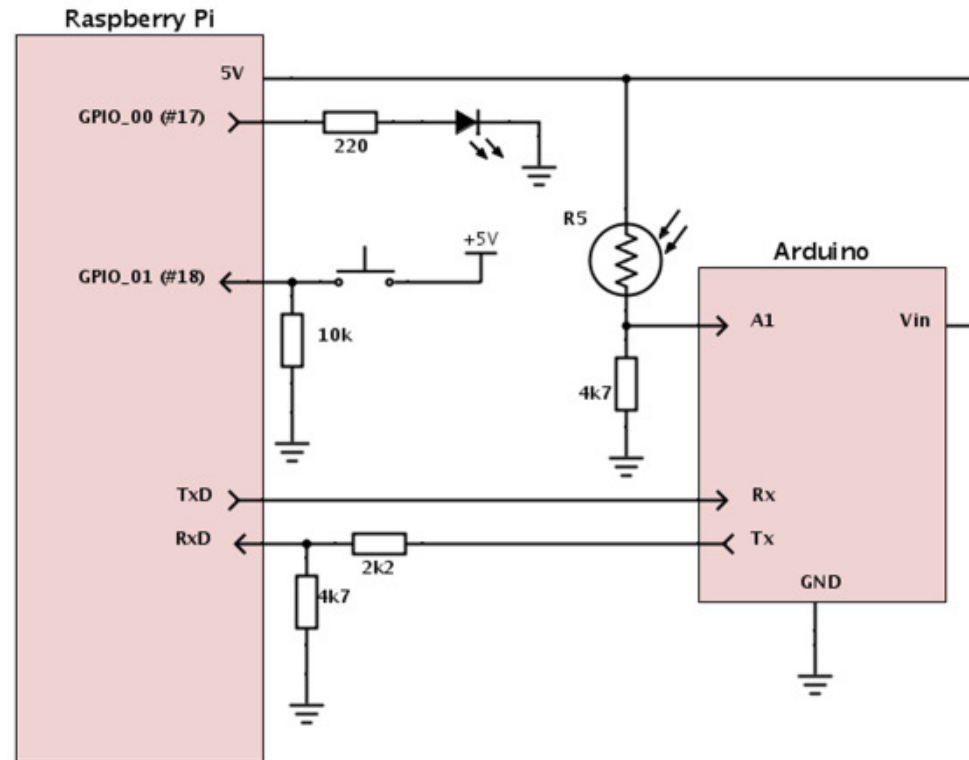 Raspberry Pi
5V
GPIO_00 (#17)
220
R5
+5V
Arduino
GPIO_01 (#18)
10k
A1
Vin
4k7
TxD
Rx
RxD
Tx
2k2
4k7
GND